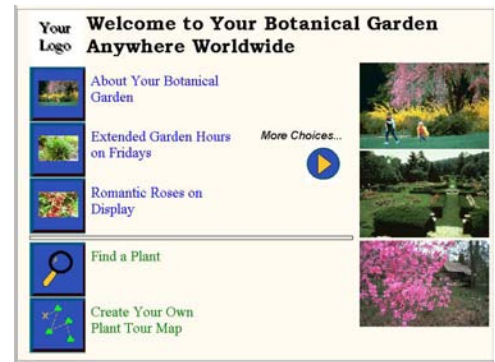 Your
Logo
Welcome to Your Botanical Garden
Anywhere Worldwide
About Your Botanical
Garden
Extended Garden Hours
on Fridays
More Choices...
Romantic Roses on
Display
Find a Plant
Create Your Own
Plant Tour Map